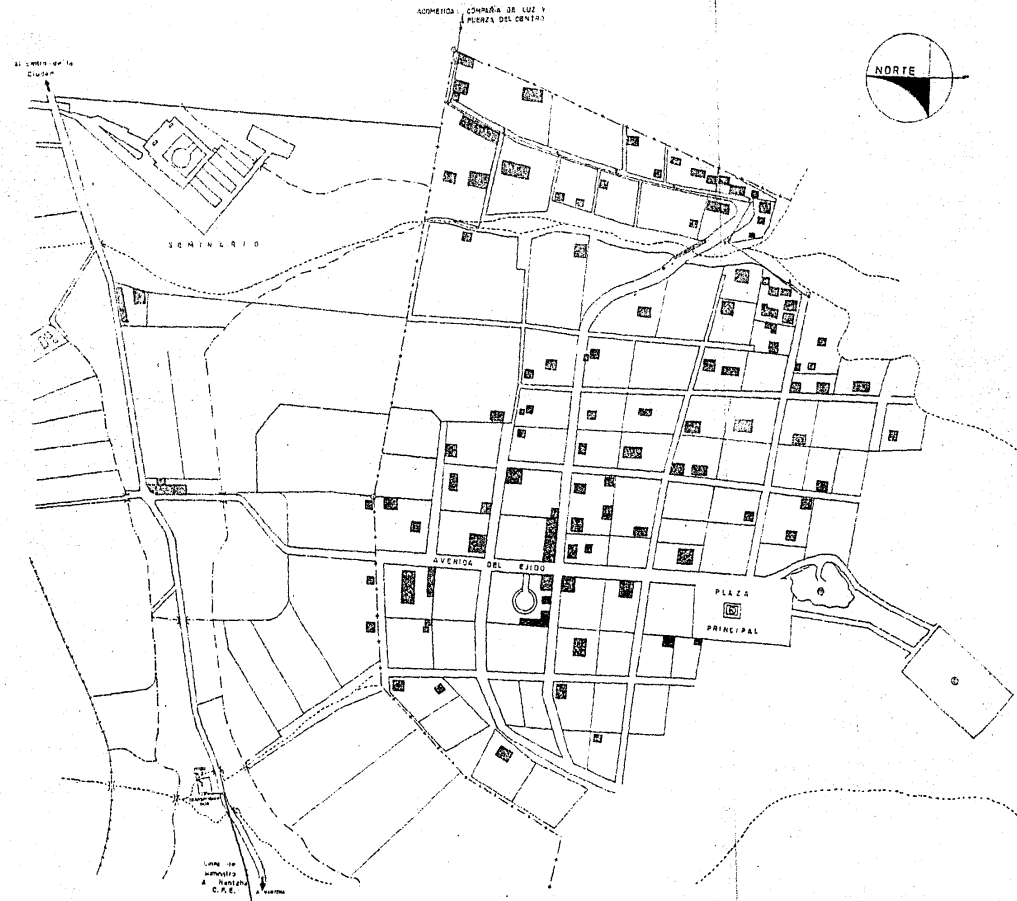 ACOMETIDA: COMPAÑIA DE LUZ Y
FUERZA DEL CENTRO
Al Centro de la
Ciudad
NORTE
SEMINARIO
AVENIDA DEL EJIDO
PLAZA
PRINCIPAL
Linea de
suministro
A
C.F.E.
A